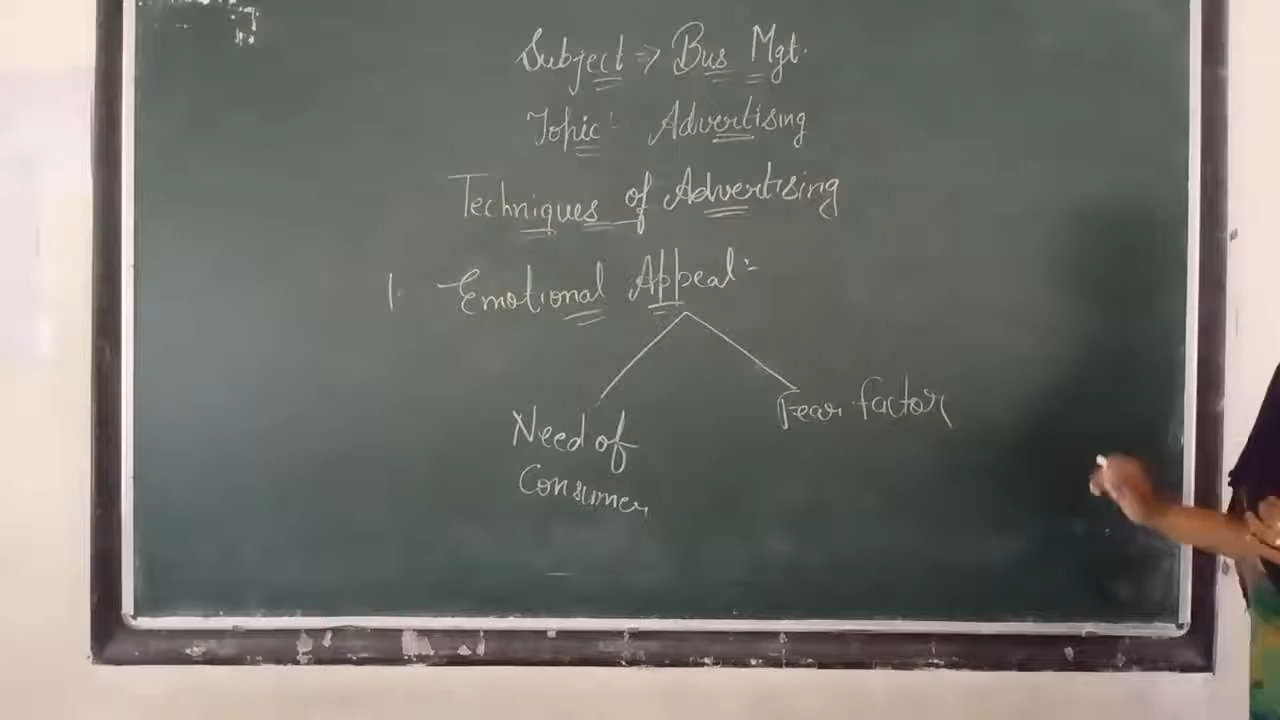 Subject → Bus Mgt.
Topic: Advertising
Techniques of Advertising
1. Emotional Appeal:-
Need of
Consumer
Fear factor